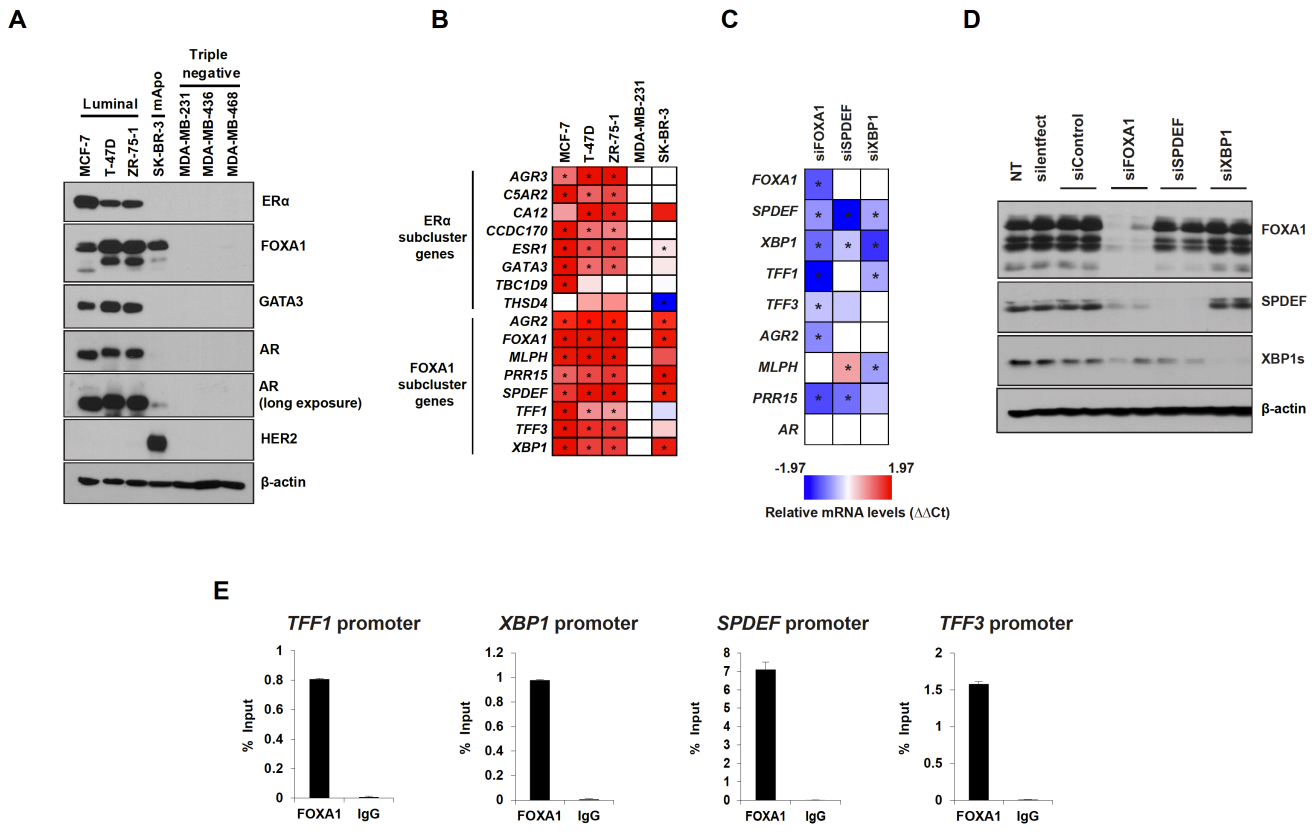 A
Triple
negative
Luminal
mApo
MCF-7
T-47D
ZR-75-1
SK-BR-3
MDA-MB-231
MDA-MB-436
MDA-MB-468
ERα
FOXA1
GATA3
AR
AR
(long exposure)
HER2
β-actin
B
MCF-7
T-47D
ZR-75-1
MDA-MB-231
SK-BR-3
ERα
subcluster
genes
AGR3
C5AR2
CA12
CCDC170
ESR1
GATA3
TBC1D9
THSD4
FOXA1
subcluster
genes
AGR2
FOXA1
MLPH
PRR15
SPDEF
TFF1
TFF3
XBP1
C
siFOXA1
siSPDEF
siXBP1
FOXA1
SPDEF
XBP1
TFF1
TFF3
AGR2
MLPH
PRR15
AR
-1.97 1.97
Relative mRNA levels (ΔΔCt)
D
NT
silentfect
siControl
siFOXA1
siSPDEF
siXBP1
FOXA1
SPDEF
XBP1s
β-actin
E
TFF1 promoter
% Input
1
0.8
0.6
0.4
0.2
0
FOXA1 IgG
XBP1 promoter
% Input
1.2
1
0.8
0.6
0.4
0.2
0
FOXA1 IgG
SPDEF promoter
% Input
8
7
6
5
4
3
2
1
0
FOXA1 IgG
TFF3 promoter
% Input
2
1.5
1
0.5
0
FOXA1 IgG